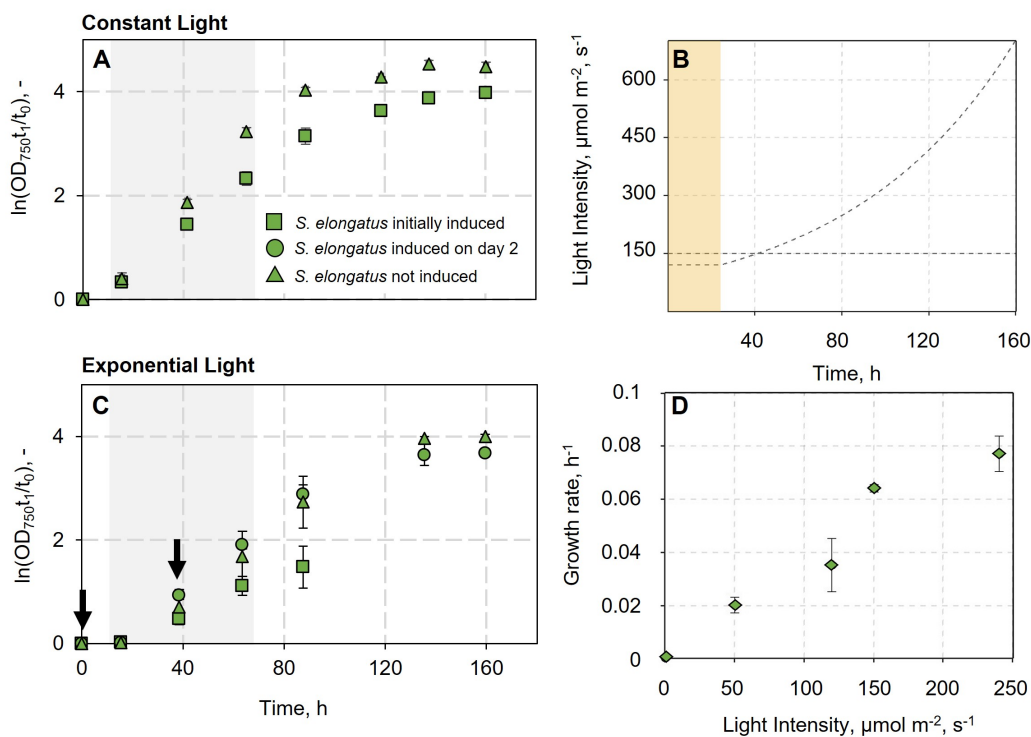 Constant Light
A
ln(OD₇₅₀t₁/t₀), -
4
2
0
S. elongatus initially induced
S. elongatus induced on day 2
S. elongatus not induced
B
Light Intensity, µmol m⁻², s⁻¹
600
450
300
150
40
80
120
160
Time, h
Exponential Light
C
ln(OD₇₅₀t₁/t₀), -
4
2
0
0
40
80
120
160
Time, h
D
Growth rate, h⁻¹
0.1
0.08
0.06
0.04
0.02
0
0
50
100
150
200
250
Light Intensity, µmol m⁻², s⁻¹